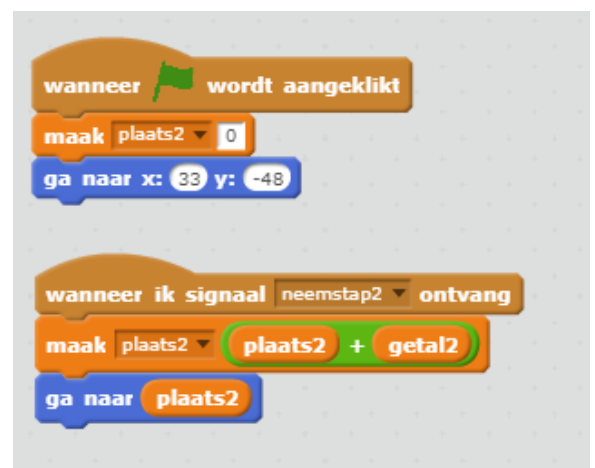 wanneer wordt aangeklikt
maak plaats2 0
ga naar x: 33 y: -48
wanneer ik signaal neemstap2 ontvang
maak plaats2 plaats2 + getal2
ga naar plaats2